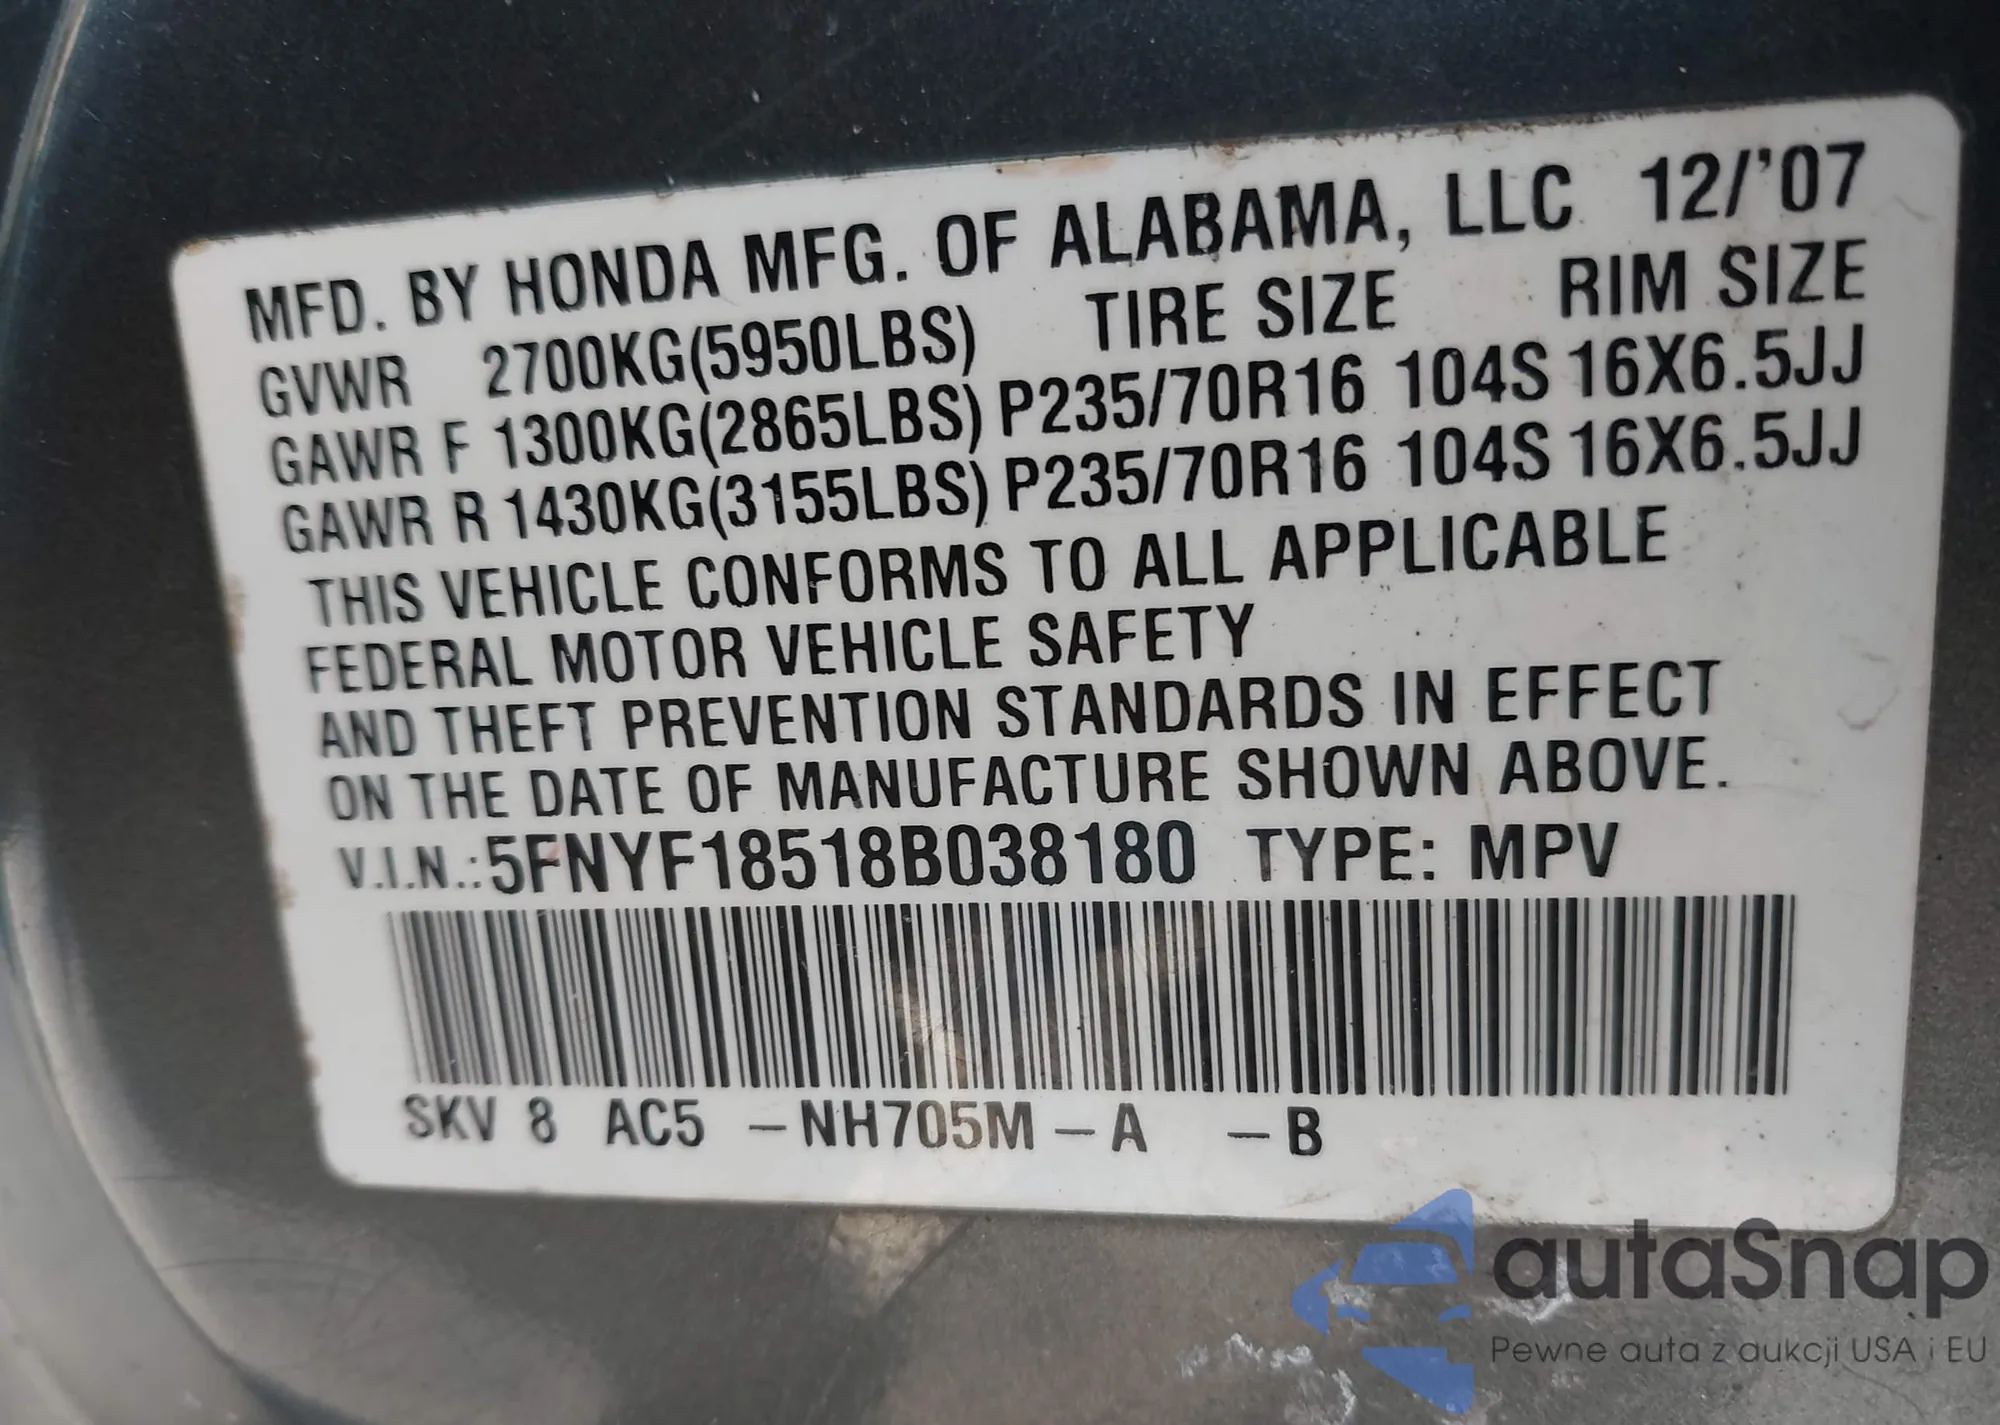 MFD. BY HONDA MFG. OF ALABAMA, LLC 12/'07
GVWR 2700KG(5950LBS) TIRE SIZE RIM SIZE
GAWR F 1300KG(2865LBS) P235/70R16 104S 16X6.5JJ
GAWR R 1430KG(3155LBS) P235/70R16 104S 16X6.5JJ
THIS VEHICLE CONFORMS TO ALL APPLICABLE
FEDERAL MOTOR VEHICLE SAFETY
AND THEFT PREVENTION STANDARDS IN EFFECT
ON THE DATE OF MANUFACTURE SHOWN ABOVE.
V.I.N.:5FNYF18518B038180 TYPE: MPV
SKV 8 AC5 –NH705M–A –B
autaSnap
Pewne auta z aukcji USA i EU